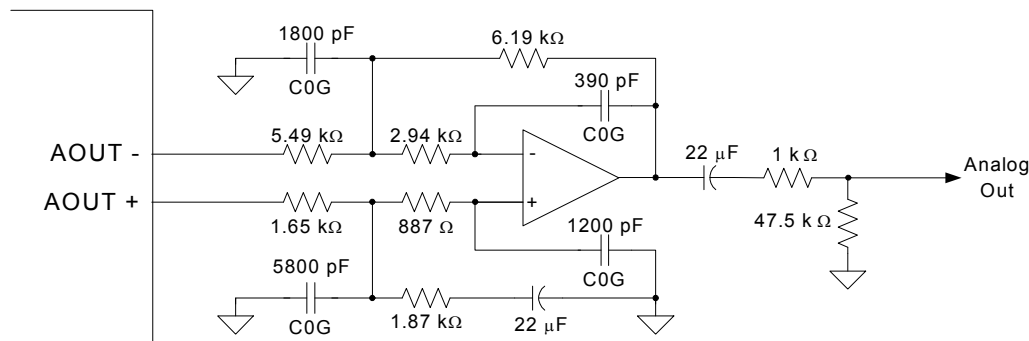 1800 pF
C0G
6.19 kΩ
390 pF
C0G
5.49 kΩ
2.94 kΩ
AOUT -
-
22 µF
1 kΩ
Analog
Out
AOUT +
+
1.65 kΩ
887 Ω
1200 pF
C0G
47.5 kΩ
5800 pF
C0G
1.87 kΩ
22 µF